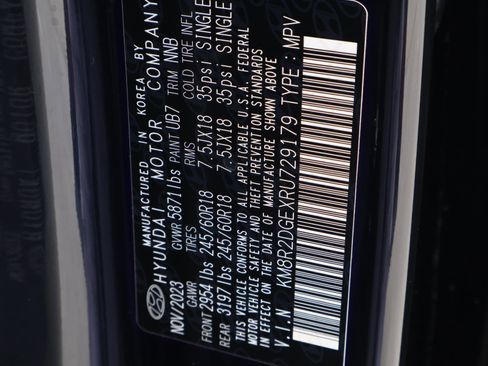 MANUFACTURED IN KOREA BY
HYUNDAI MOTOR COMPANY
NOV/2023 GVWR 5871 lbs PAINT UB7 TRIM NNB
GAWR TIRES RIMS COLD TIRE INFL
FRONT 2954 lbs 245/60R18 7.5JX18 35psi SINGLE
REAR 3197 lbs 245/60R18 7.5JX18 35psi SINGLE
THIS VEHICLE CONFORMS TO ALL APPLICABLE U.S.A. FEDERAL
MOTOR VEHICLE SAFETY AND THEFT PREVENTION STANDARDS
IN EFFECT ON THE DATE OF MANUFACTURE SHOWN ABOVE
V.I.N KM8R2DGEXRU729179 TYPE: MPV